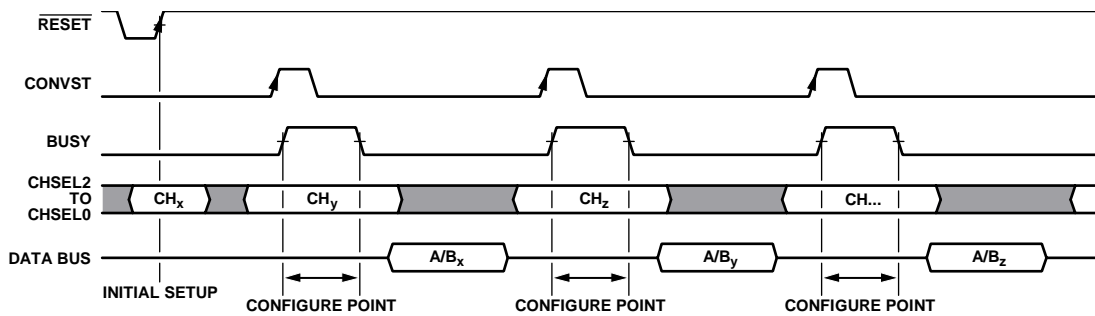 RESET
CONVST
BUSY
CHSEL2
TO
CHSEL0
CHx
CHy
CHz
CH...
DATA BUS
A/Bx
A/By
A/Bz
INITIAL SETUP
CONFIGURE POINT
CONFIGURE POINT
CONFIGURE POINT